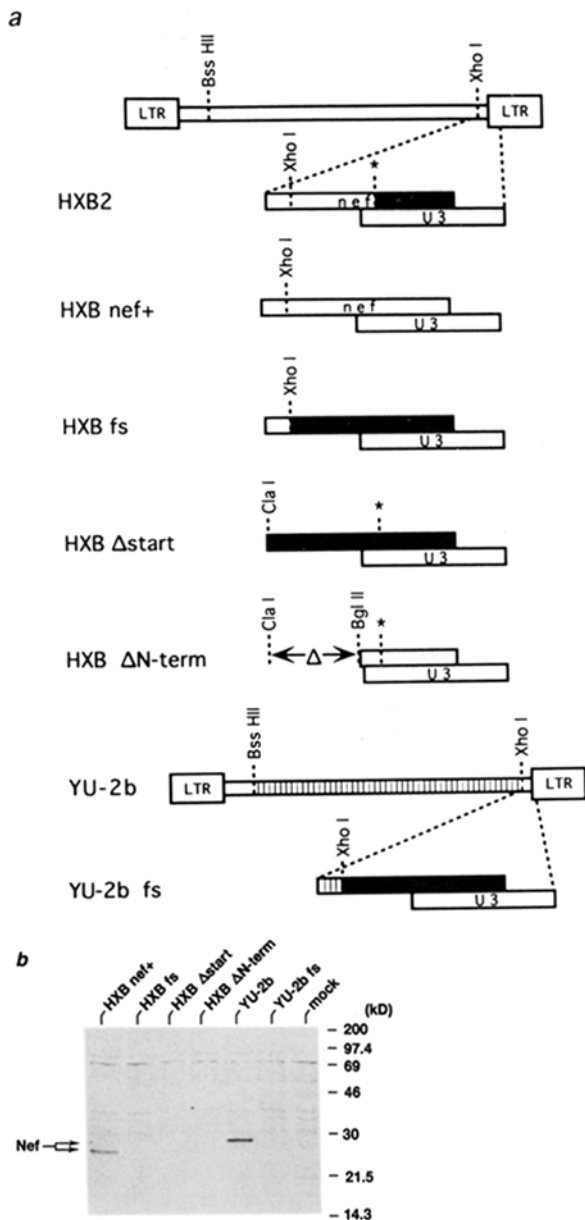 a
Bss HII
Xho I
LTR
LTR
Xho I
*
HXB2
nef
U 3
Xho I
HXB nef+
nef
U 3
Xho I
HXB fs
U 3
Cla I
*
HXB Δstart
U 3
Cla I
Bgl II
*
HXB ΔN-term
Δ
U 3
Bss HII
Xho I
YU-2b
LTR
LTR
Xho I
YU-2b fs
U 3
b
HXB nef+
HXB fs
HXB Δstart
HXB ΔN-term
YU-2b
YU-2b fs
mock
(kD)
200
97.4
69
46
30
Nef
21.5
14.3